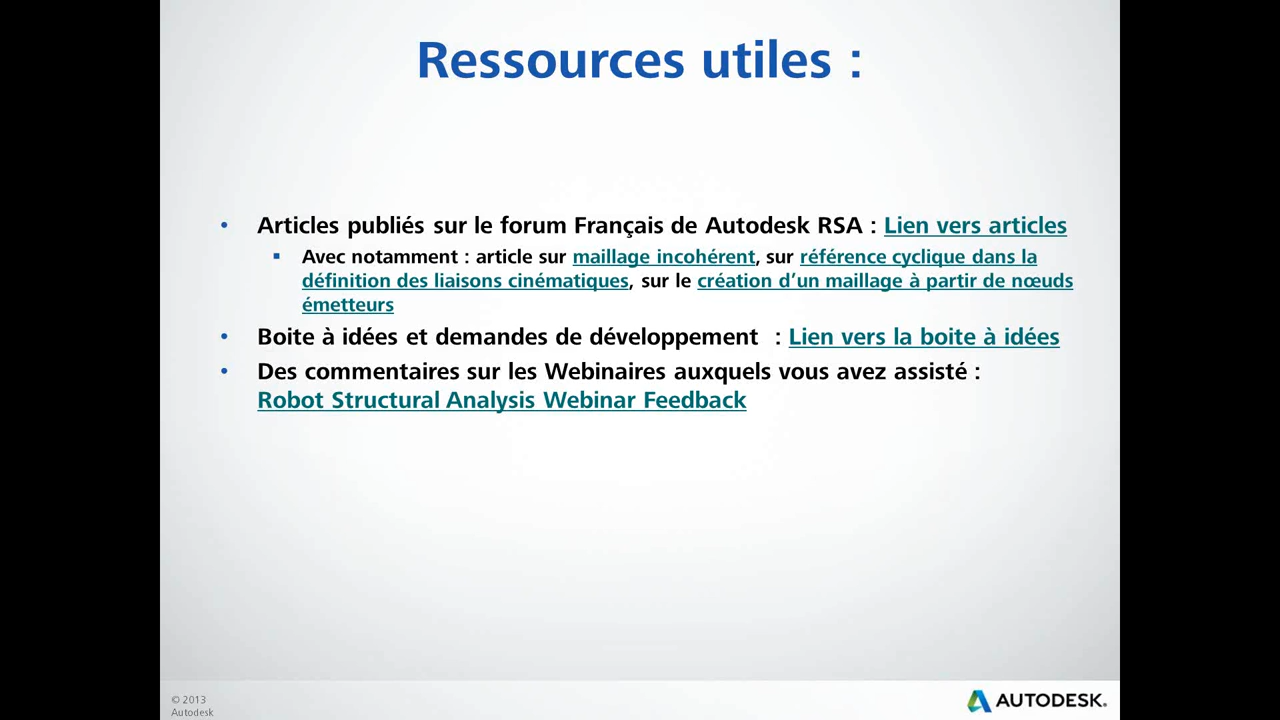 Ressources utiles :
• Articles publiés sur le forum Français de Autodesk RSA : Lien vers articles
▪ Avec notamment : article sur maillage incohérent, sur référence cyclique dans la
définition des liaisons cinématiques, sur le création d’un maillage à partir de nœuds
émetteurs
• Boite à idées et demandes de développement : Lien vers la boite à idées
• Des commentaires sur les Webinaires auxquels vous avez assisté :
Robot Structural Analysis Webinar Feedback
© 2013
Autodesk
AUTODESK.